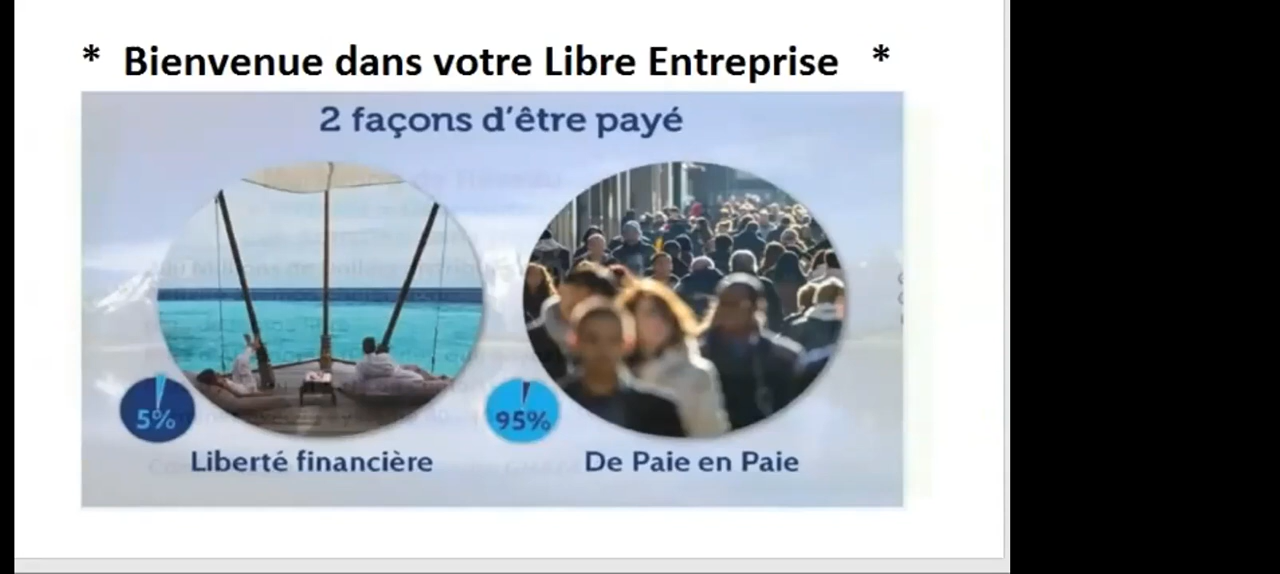 * Bienvenue dans votre Libre Entreprise *
2 façons d'être payé
5%
95%
Liberté financière
De Paie en Paie